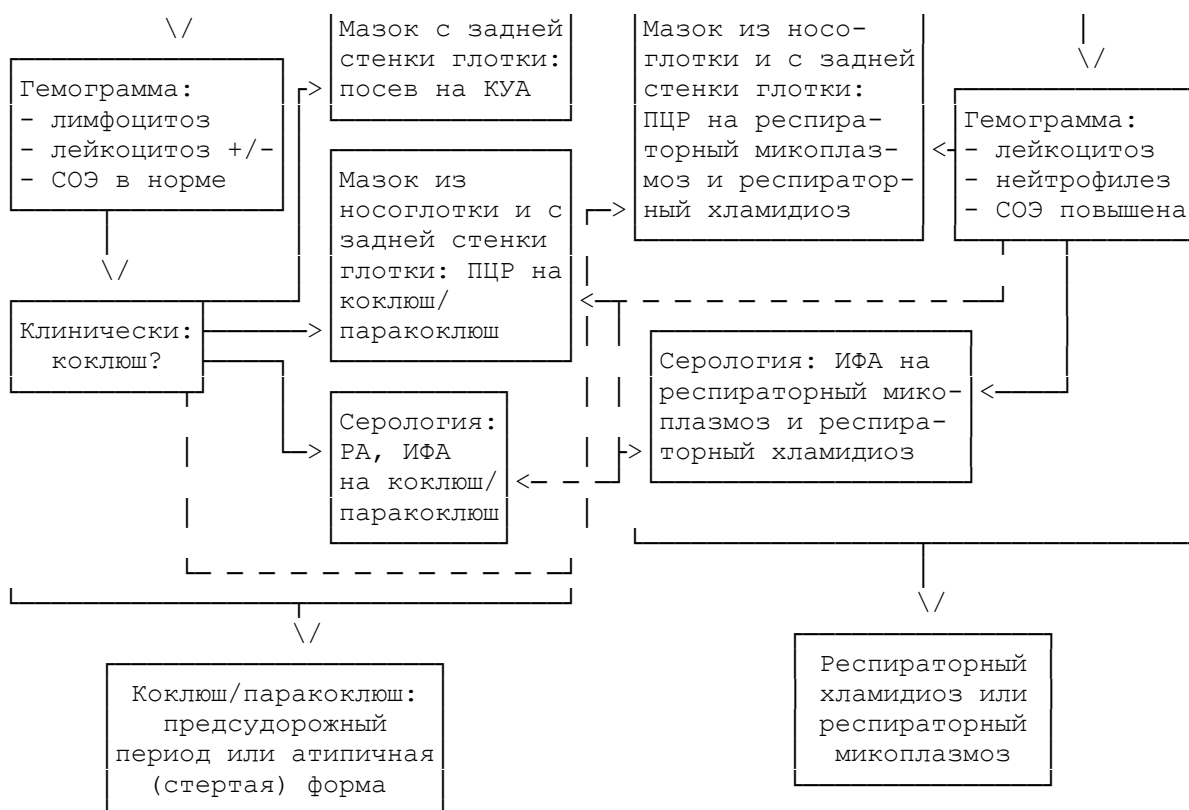 Мазок с задней
стенки глотки:
посев на КУА
Мазок из носо-
глотки и с задней
стенки глотки:
ПЦР на респира-
торный микоплаз-
моз и респиратор-
ный хламидиоз
Гемограмма:
- лимфоцитоз
- лейкоцитоз +/-
- СОЭ в норме
Гемограмма:
- лейкоцитоз
- нейтрофилез
- СОЭ повышена
Мазок из
носоглотки и с
задней стенки
глотки: ПЦР на
коклюш/
паракоклюш
Клинически:
коклюш?
Серология: ИФА на
респираторный мико-
плазмоз и респира-
торный хламидиоз
Серология:
РА, ИФА
на коклюш/
паракоклюш
Коклюш/паракоклюш:
предсудорожный
период или атипичная
(стертая) форма
Респираторный
хламидиоз или
респираторный
микоплазмоз